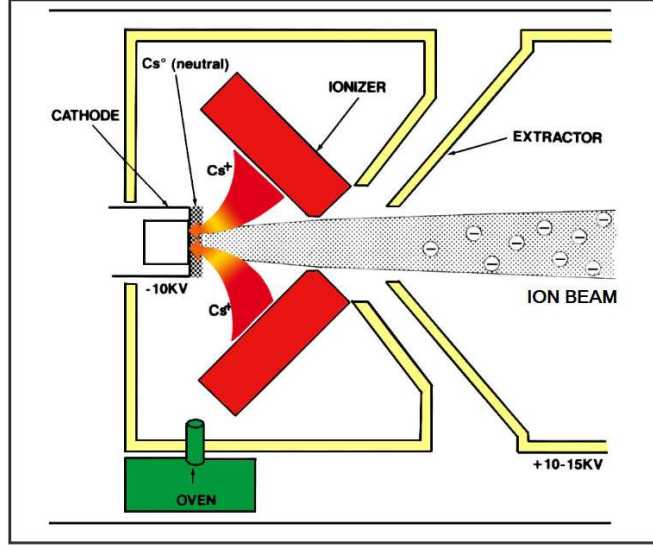 Cs° (neutral)
IONIZER
CATHODE
EXTRACTOR
Cs+
-10KV
ION BEAM
Cs+
+10-15KV
OVEN